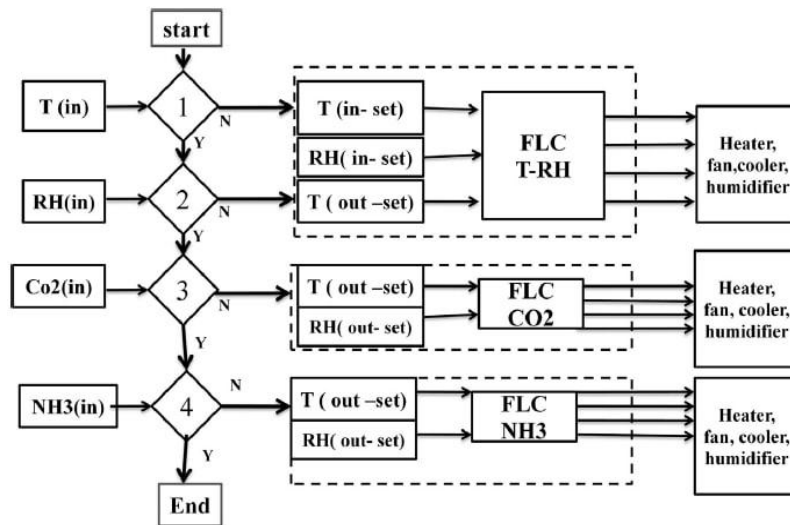 start
T (in)
1
N
Y
T (in- set)
RH( in- set)
T ( out –set)
FLC
T-RH
Heater,
fan,cooler,
humidifier
RH(in)
2
N
Y
Co2(in)
3
N
Y
T ( out –set)
RH( out- set)
FLC
CO2
Heater,
fan, cooler,
humidifier
NH3(in)
4
N
Y
T ( out –set)
RH( out- set)
FLC
NH3
Heater,
fan, cooler,
humidifier
End